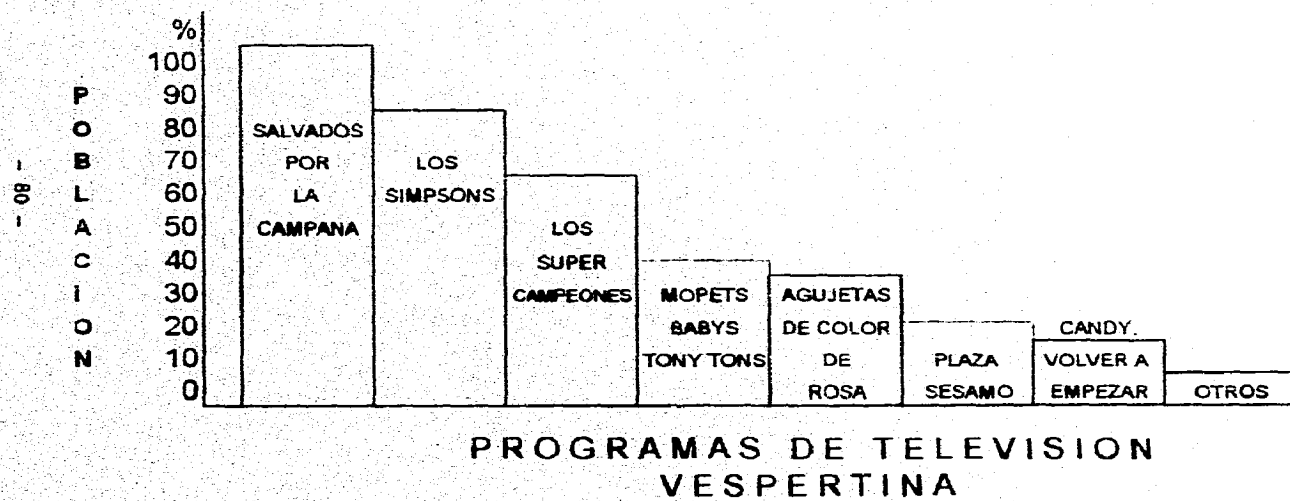 %
100
90
80
70
60
50
40
30
20
10
0
POBLACION
- 80 -
SALVADOS
POR
LA
CAMPANA
LOS
SIMPSONS
LOS
SUPER
CAMPEONES
MOPETS
BABYS
TONY TONS
AGUJETAS
DE COLOR
DE
ROSA
PLAZA
SESAMO
CANDY.
VOLVER A
EMPEZAR
OTROS
PROGRAMAS DE TELEVISION
VESPERTINA